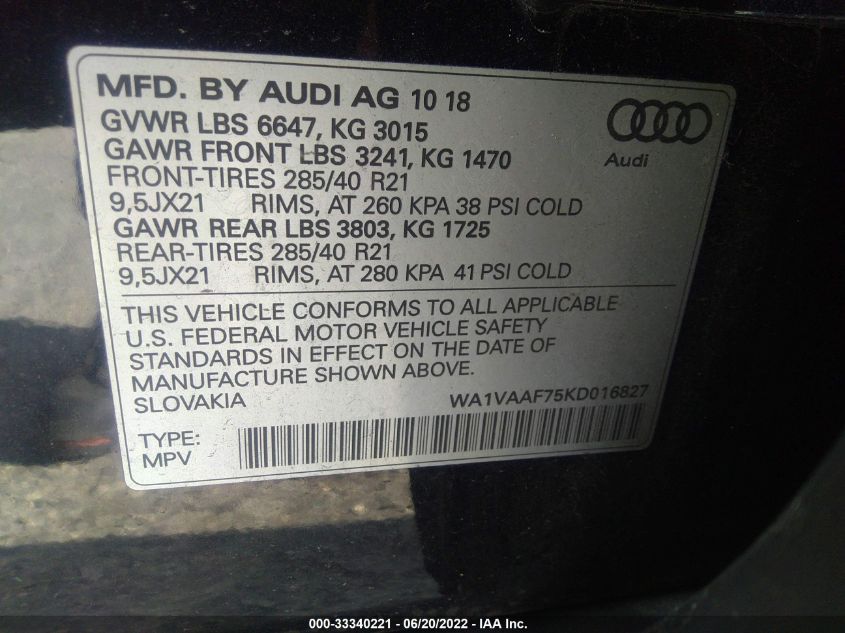 MFD. BY AUDI AG 10 18
GVWR LBS 6647, KG 3015
GAWR FRONT LBS 3241, KG 1470
FRONT-TIRES 285/40 R21
9,5JX21 RIMS, AT 260 KPA 38 PSI COLD
GAWR REAR LBS 3803, KG 1725
REAR-TIRES 285/40 R21
9,5JX21 RIMS, AT 280 KPA 41 PSI COLD
Audi
THIS VEHICLE CONFORMS TO ALL APPLICABLE
U.S. FEDERAL MOTOR VEHICLE SAFETY
STANDARDS IN EFFECT ON THE DATE OF
MANUFACTURE SHOWN ABOVE.
SLOVAKIA WA1VAAF75KD016827
TYPE:
MPV
000-33340221 - 06/20/2022 - IAA Inc.